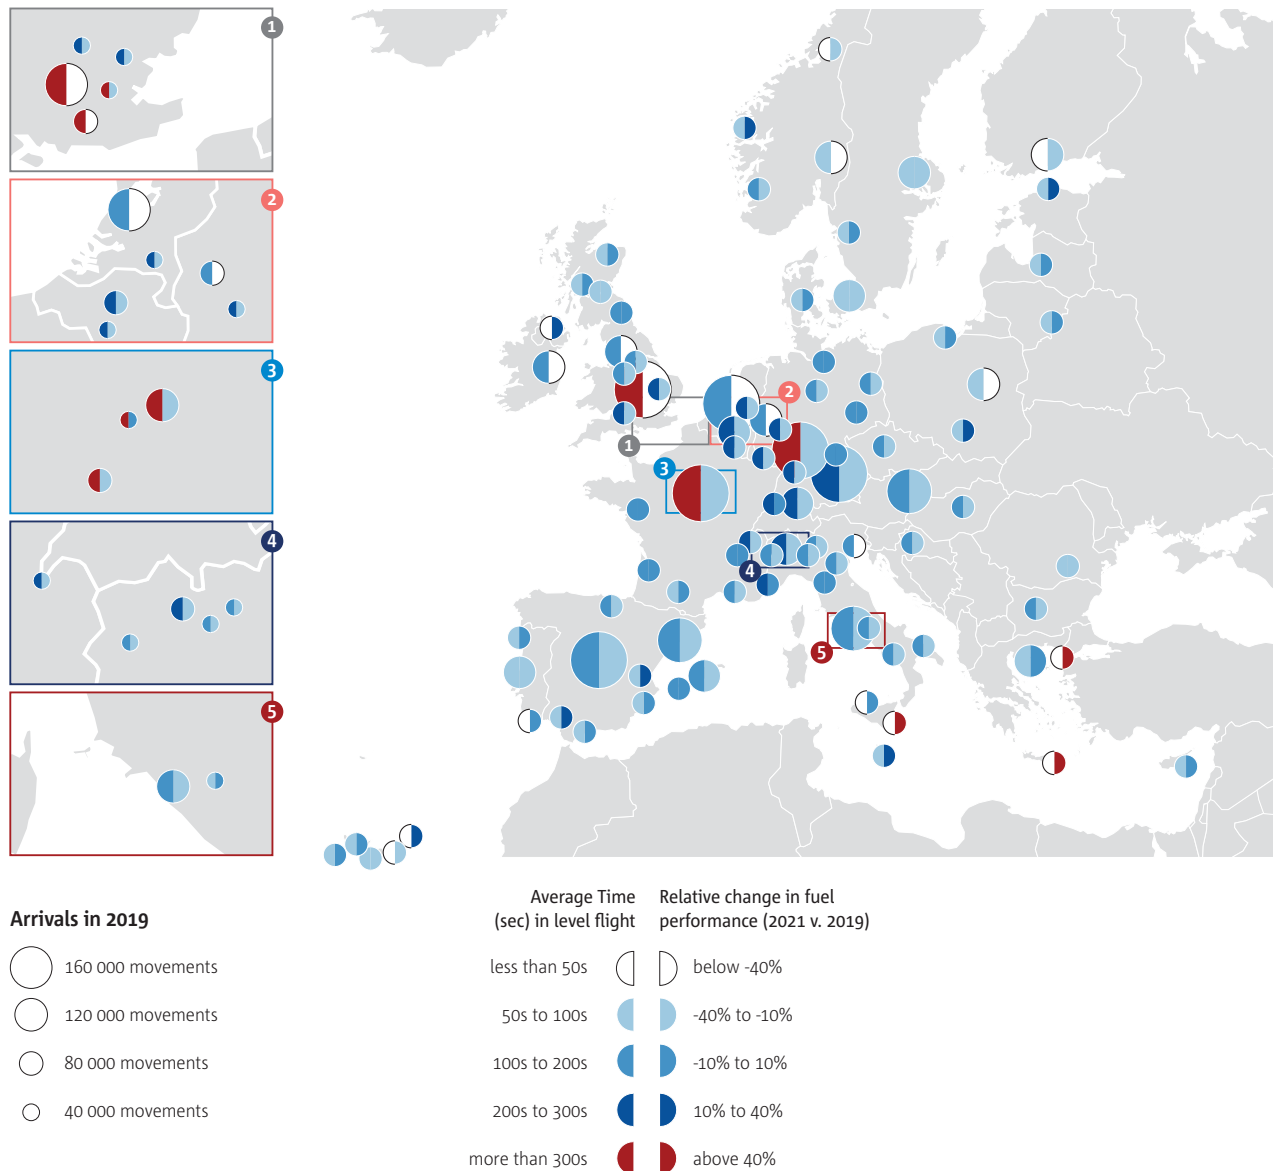 1
2
3
4
5
1
2
3
4
5
Arrivals in 2019
160 000 movements
120 000 movements
80 000 movements
40 000 movements
Average Time
(sec) in level flight
Relative change in fuel
performance (2021 v. 2019)
less than 50s
below -40%
50s to 100s
-40% to -10%
100s to 200s
-10% to 10%
200s to 300s
10% to 40%
more than 300s
above 40%